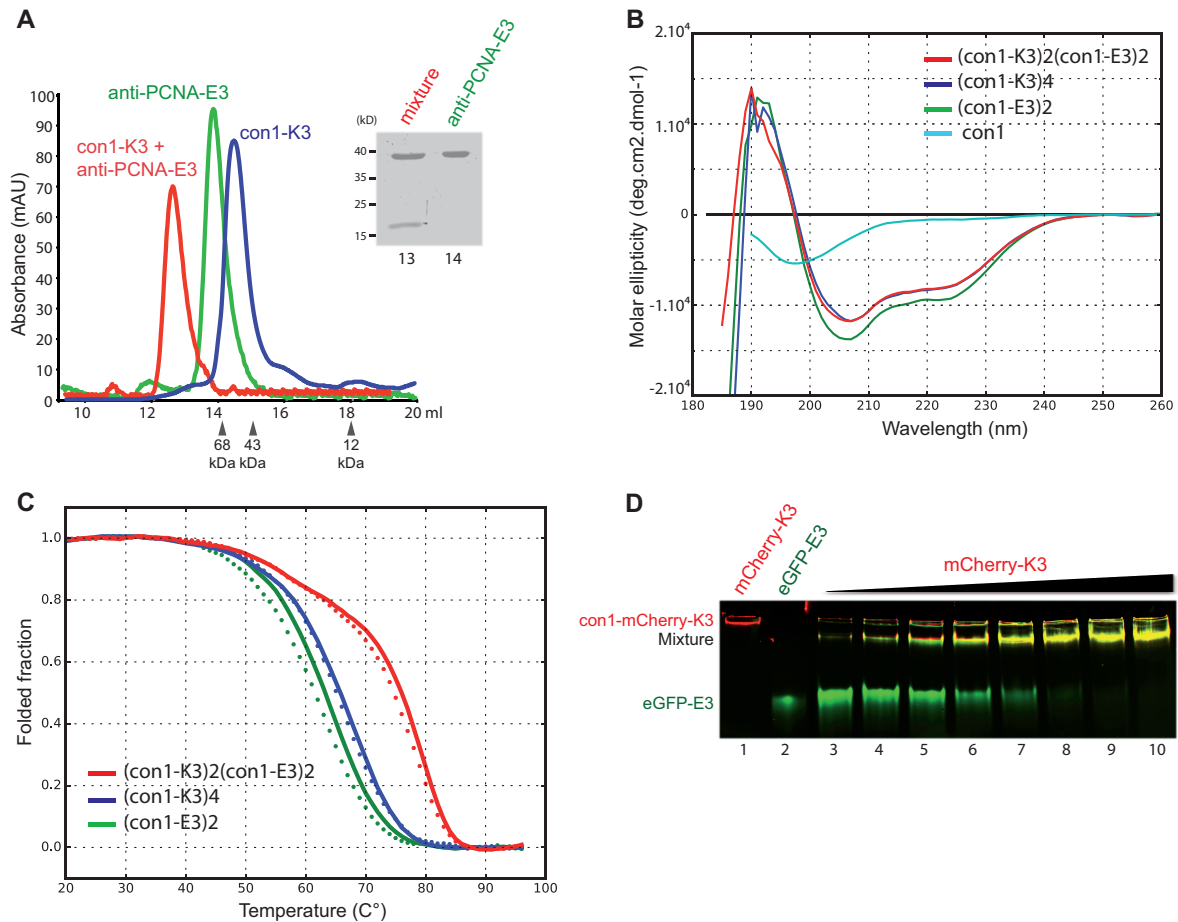 A
anti-PCNA-E3
con1-K3
con1-K3 +
anti-PCNA-E3
Absorbance (mAU)
100
90
80
70
60
50
40
30
20
10
0
10 12 14 16 18 20 ml
68 kDa
43 kDa
12 kDa
mixture
anti-PCNA-E3
(kD)
40
35
25
15
13 14
B
Molar ellipticity (deg.cm2.dmol-1)
2.10⁴
1.10⁴
0
-1.10⁴
-2.10⁴
(con1-K3)2(con1-E3)2
(con1-K3)4
(con1-E3)2
con1
180 190 200 210 220 230 240 250 260
Wavelength (nm)
C
Folded fraction
1.0
0.8
0.6
0.4
0.2
0.0
(con1-K3)2(con1-E3)2
(con1-K3)4
(con1-E3)2
20 30 40 50 60 70 80 90 100
Temperature (C°)
D
mCherry-K3
eGFP-E3
mCherry-K3
con1-mCherry-K3
Mixture
eGFP-E3
1 2 3 4 5 6 7 8 9 10